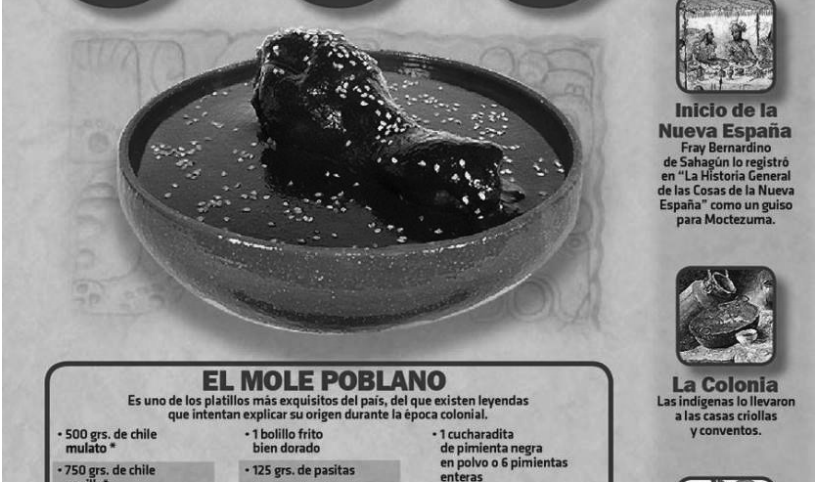 Inicio de la
Nueva España
Fray Bernardino
de Sahagún lo registró
en “La Historia General
de las Cosas de la Nueva
España” como un guiso
para Moctezuma.
La Colonia
Las indígenas lo llevaron
a las casas criollas
y conventos.
EL MOLE POBLANO
Es uno de los platillos más exquisitos del país, del que existen leyendas
que intentan explicar su origen durante la época colonial.
• 500 grs. de chile
mulato *
• 750 grs. de chile
• 1 bolillo frito
bien dorado
• 125 grs. de pasitas
• 1 cucharadita
de pimienta negra
en polvo o 6 pimientas
enteras